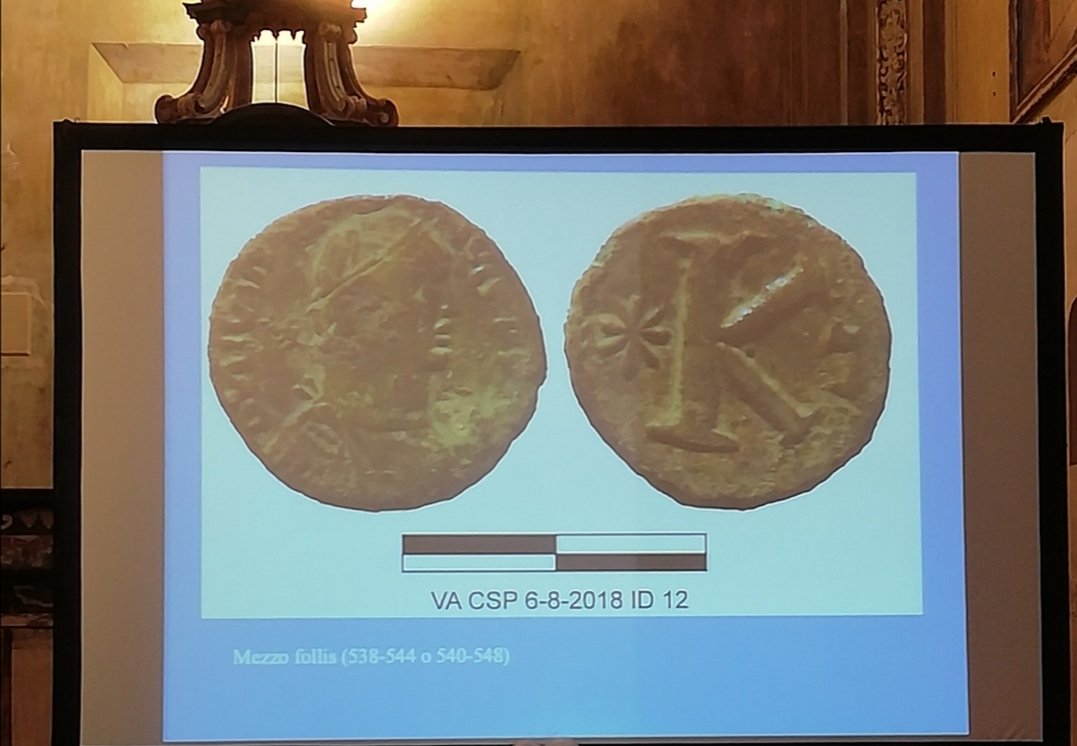 K
VA CSP 6-8-2018 ID 12
Mezzo follis (538-544 o 540-548)